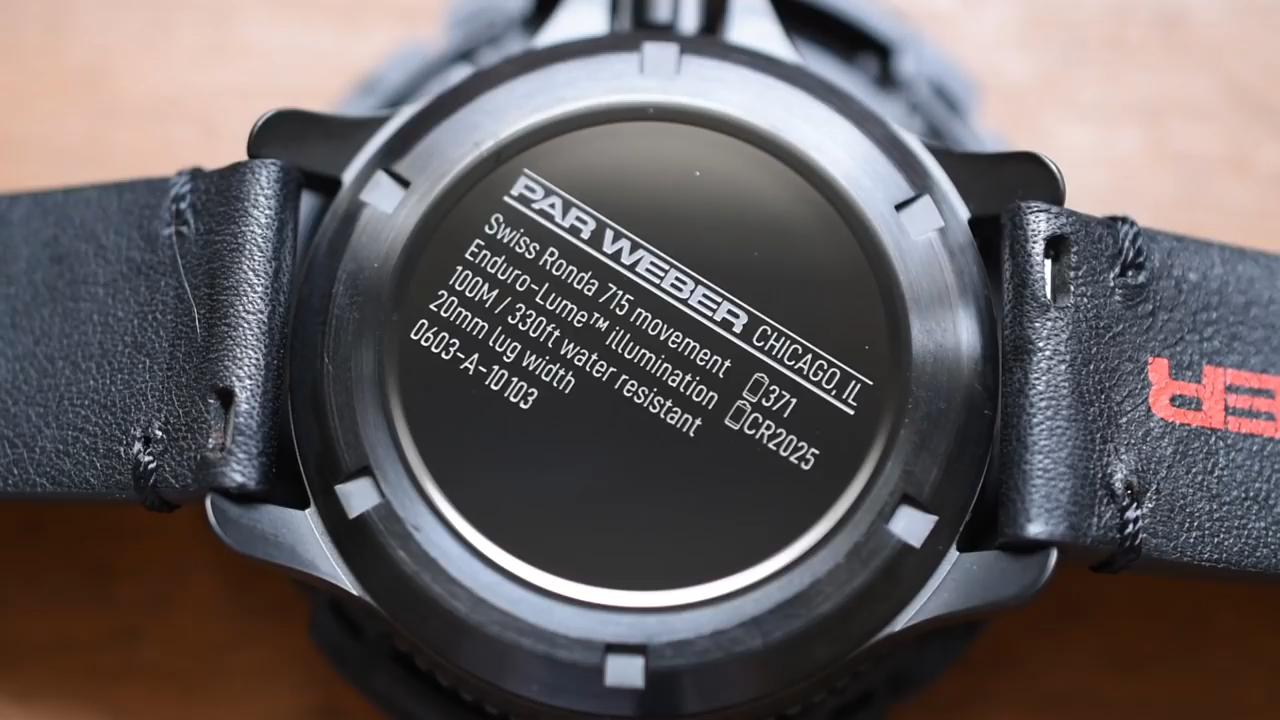 PAR WEBER CHICAGO, IL
Swiss Ronda 715 movement 371
Enduro-Lume™ illumination CR2025
100M / 330ft water resistant
20mm lug width
0603-A-10103
ER